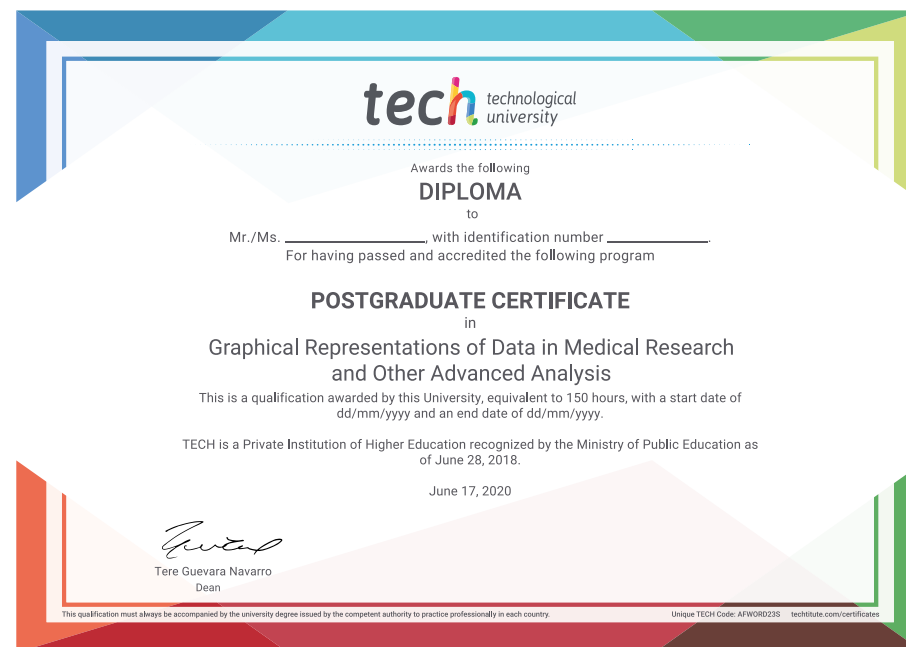 tech technological
university
Awards the following
DIPLOMA
to
Mr./Ms. ____________________, with identification number ______________.
For having passed and accredited the following program
POSTGRADUATE CERTIFICATE
in
Graphical Representations of Data in Medical Research
and Other Advanced Analysis
This is a qualification awarded by this University, equivalent to 150 hours, with a start date of
dd/mm/yyyy and an end date of dd/mm/yyyy.
TECH is a Private Institution of Higher Education recognized by the Ministry of Public Education as
of June 28, 2018.
June 17, 2020
Tere Guevara Navarro
Dean
This qualification must always be accompanied by the university degree issued by the competent authority to practice professionally in each country. Unique TECH Code: AFWORD23S techtitute.com/certificates